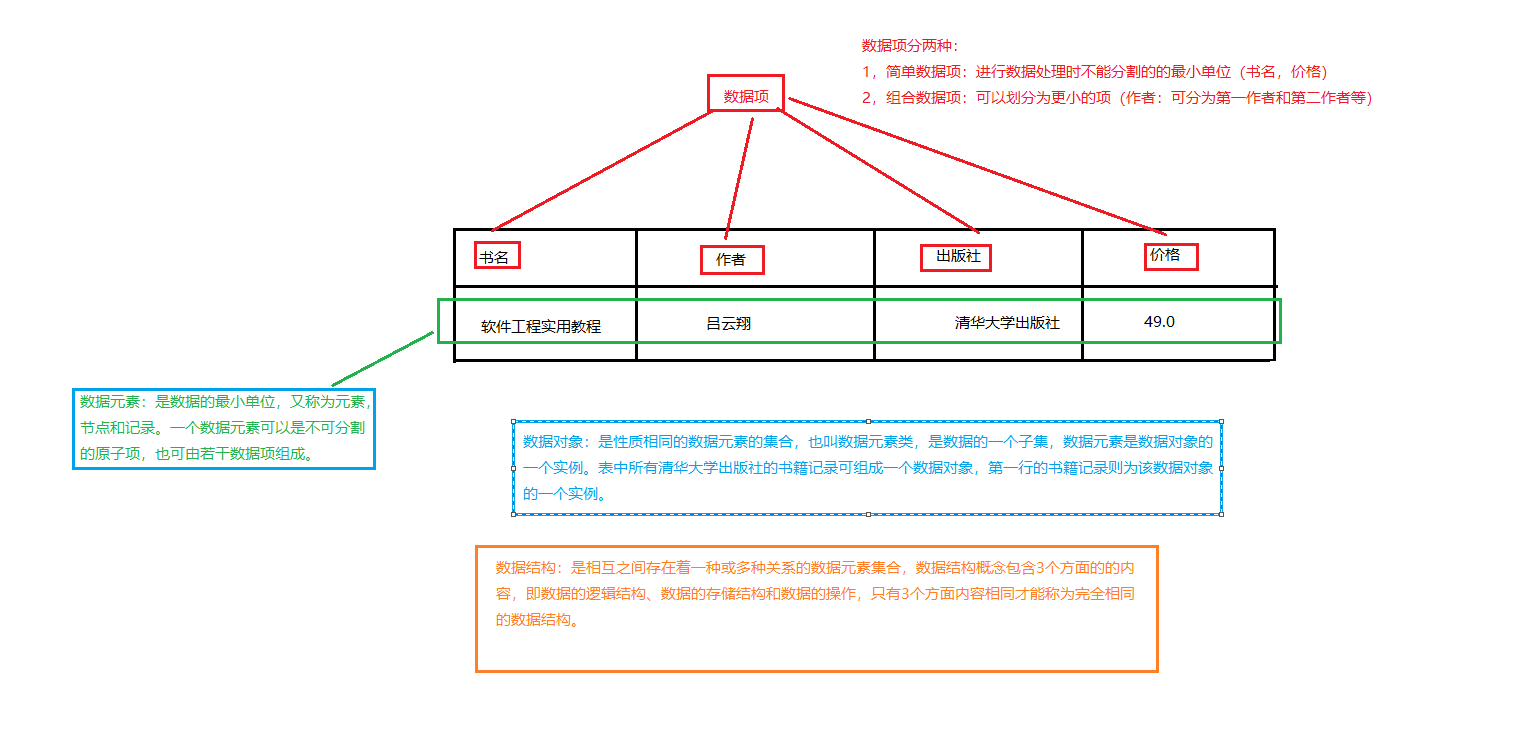 数据项分两种：
1，简单数据项：进行数据处理时不能分割的的最小单位（书名，价格）
2，组合数据项：可以划分为更小的项（作者：可分为第一作者和第二作者等）
数据项
书名 作者 出版社 价格
软件工程实用教程 吕云翔 清华大学出版社 49.0
数据元素：是数据的最小单位，又称为元素，
节点和记录。一个数据元素可以是不可分割
的原子项，也可由若干数据项组成。
数据对象：是性质相同的数据元素的集合，也叫数据元素类，是数据的一个子集，数据元素是数据对象的
一个实例。表中所有清华大学出版社的书籍记录可组成一个数据对象，第一行的书籍记录则为该数据对象
的一个实例。
数据结构：是相互之间存在着一种或多种关系的数据元素集合，数据结构概念包含3个方面的的内
容，即数据的逻辑结构、数据的存储结构和数据的操作，只有3个方面内容相同才能称为完全相同
的数据结构。